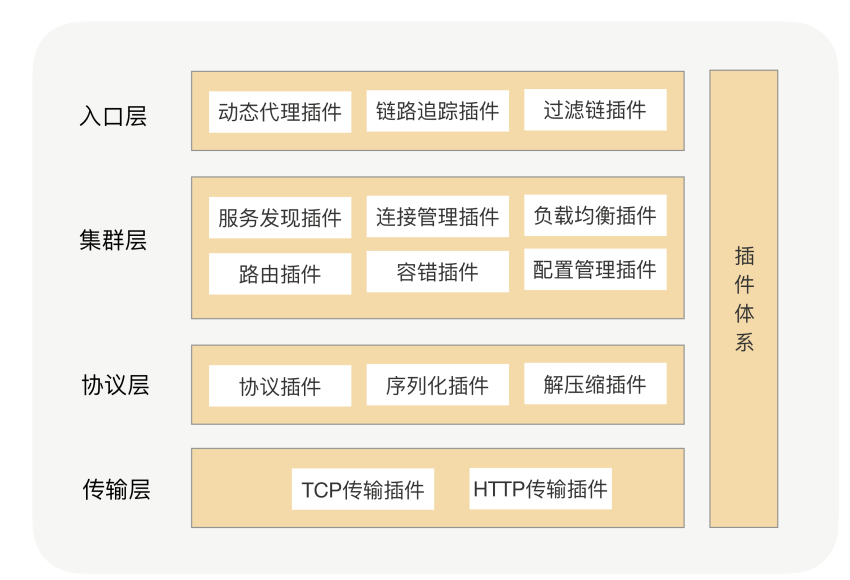 入口层
动态代理插件
链路追踪插件
过滤链插件
集群层
服务发现插件
连接管理插件
负载均衡插件
路由插件
容错插件
配置管理插件
协议层
协议插件
序列化插件
解压缩插件
传输层
TCP传输插件
HTTP传输插件
插件体系